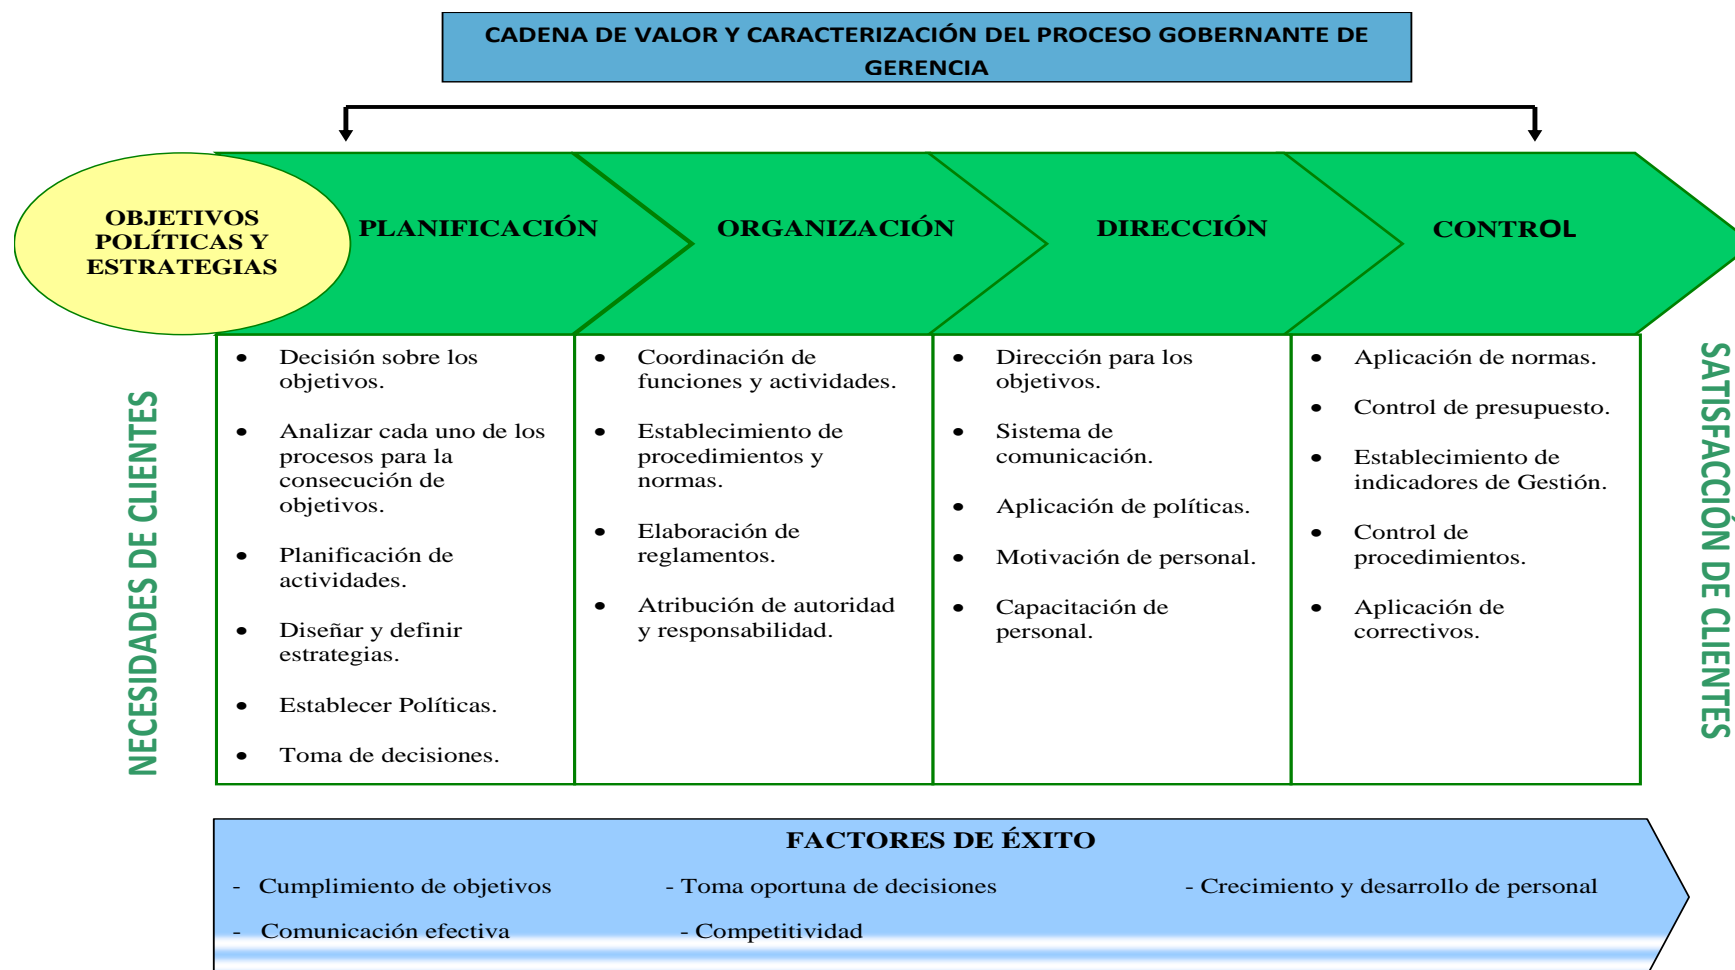 CADENA DE VALOR Y CARACTERIZACIÓN DEL PROCESO GOBERNANTE DE
GERENCIA
OBJETIVOS
POLÍTICAS Y
ESTRATEGIAS
PLANIFICACIÓN
ORGANIZACIÓN
DIRECCIÓN
CONTROL
NECESIDADES DE CLIENTES
• Decisión sobre los
objetivos.
• Analizar cada uno de los
procesos para la
consecución de
objetivos.
• Planificación de
actividades.
• Diseñar y definir
estrategias.
• Establecer Políticas.
• Toma de decisiones.
• Coordinación de
funciones y actividades.
• Establecimiento de
procedimientos y
normas.
• Elaboración de
reglamentos.
• Atribución de autoridad
y responsabilidad.
• Dirección para los
objetivos.
• Sistema de
comunicación.
• Aplicación de políticas.
• Motivación de personal.
• Capacitación de
personal.
• Aplicación de normas.
• Control de presupuesto.
• Establecimiento de
indicadores de Gestión.
• Control de
procedimientos.
• Aplicación de
correctivos.
SATISFACCIÓN DE CLIENTES
FACTORES DE ÉXITO
- Cumplimiento de objetivos - Toma oportuna de decisiones - Crecimiento y desarrollo de personal
- Comunicación efectiva - Competitividad